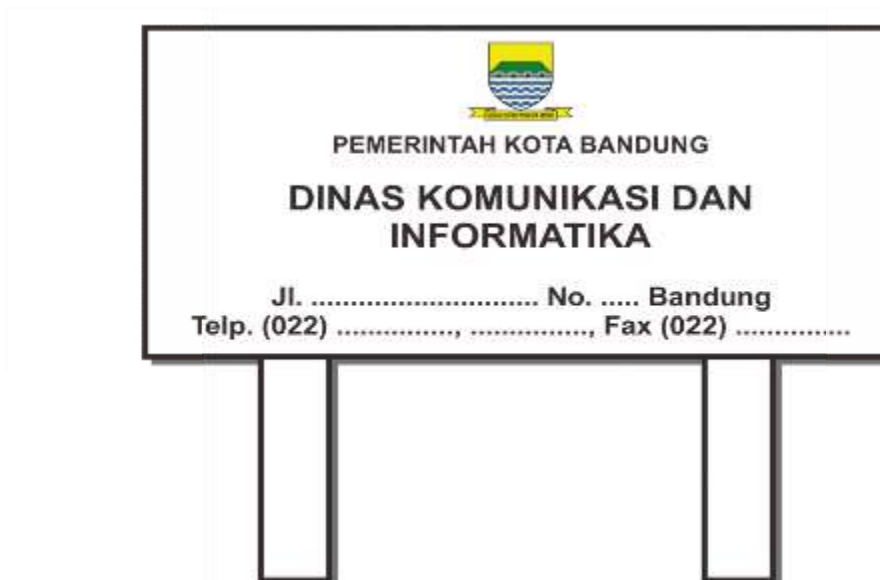 PEMERINTAH KOTA BANDUNG
DINAS KOMUNIKASI DAN
INFORMATIKA
Jl. ............................. No. ..... Bandung
Telp. (022) ..............., ..............., Fax (022) ...............